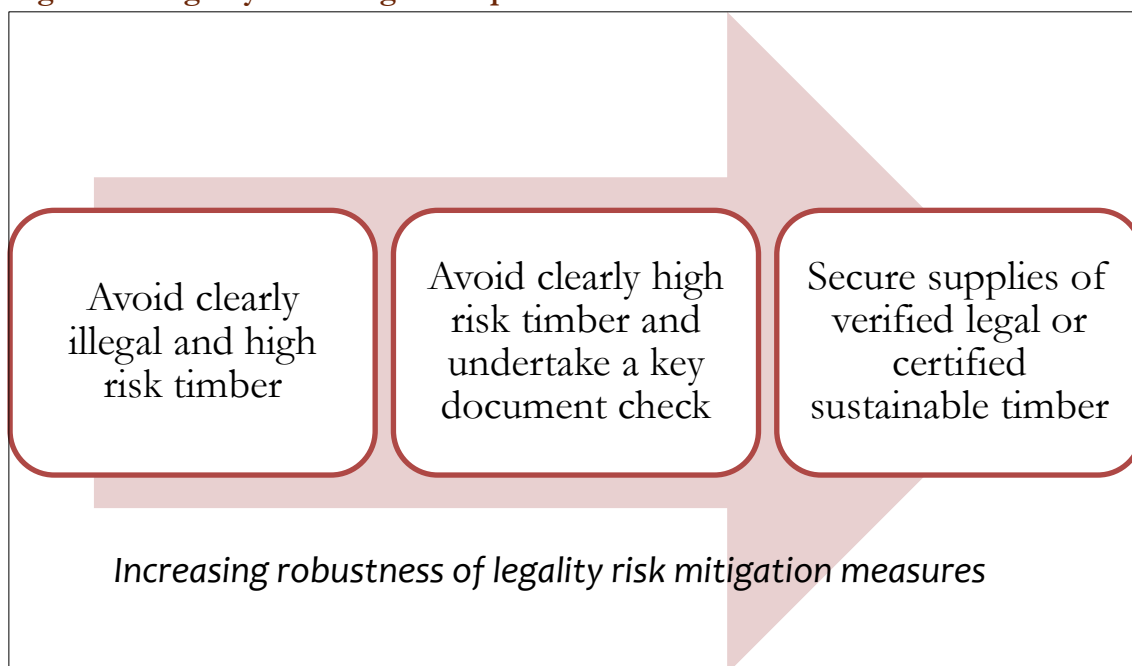 Avoid clearly
illegal and high
risk timber
Avoid clearly high
risk timber and
undertake a key
document check
Secure supplies of
verified legal or
certified
sustainable timber
Increasing robustness of legality risk mitigation measures